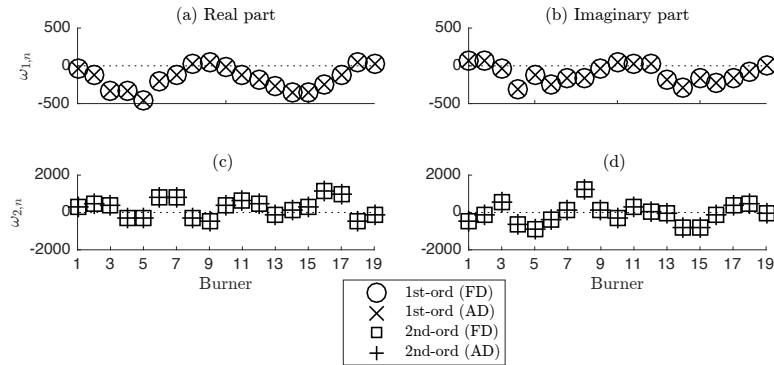 (a) Real part
(b) Imaginary part
500
0
-500
ω1,n
500
0
-500
(c)
(d)
2000
0
-2000
ω2,n
2000
0
-2000
1 3 5 7 9 11 13 15 17 19
1 3 5 7 9 11 13 15 17 19
Burner
Burner
1st-ord (FD)
1st-ord (AD)
2nd-ord (FD)
2nd-ord (AD)